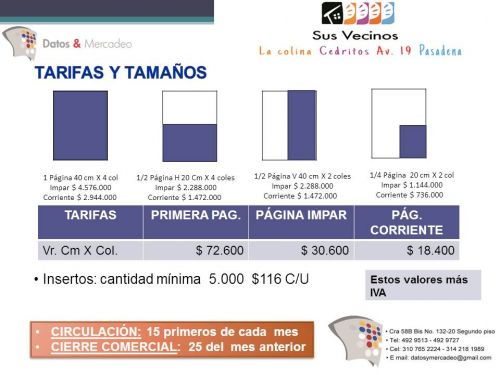 Datos & Mercadeo
Sus Vecinos
La colina Cedritos Av. 19 Pasadena
TARIFAS Y TAMAÑOS
1 Página 40 cm X 4 col
Impar $ 4.576.000
Corriente $ 2.944.000
1/2 Página H 20 Cm X 4 coles
Impar $ 2.288.000
Corriente $ 1.472.000
1/2 Página V 40 cm X 2 coles
Impar $ 2.288.000
Corriente $ 1.472.000
1/4 Página 20 cm X 2 col
Impar $ 1.144.000
Corriente $ 736.000
TARIFAS PRIMERA PAG. PÁGINA IMPAR PÁG. CORRIENTE
Vr. Cm X Col. $ 72.600 $ 30.600 $ 18.400
• Insertos: cantidad mínima 5.000 $116 C/U
Estos valores más
IVA
• CIRCULACIÓN: 15 primeros de cada mes
• CIERRE COMERCIAL: 25 del mes anterior
• Cra 58B Bis No. 132-20 Segundo piso
• Tel: 492 9513 - 492 9727
• Cel: 310 765 2224 - 314 218 1989
• E mail: datosymercadeo@gmail.com